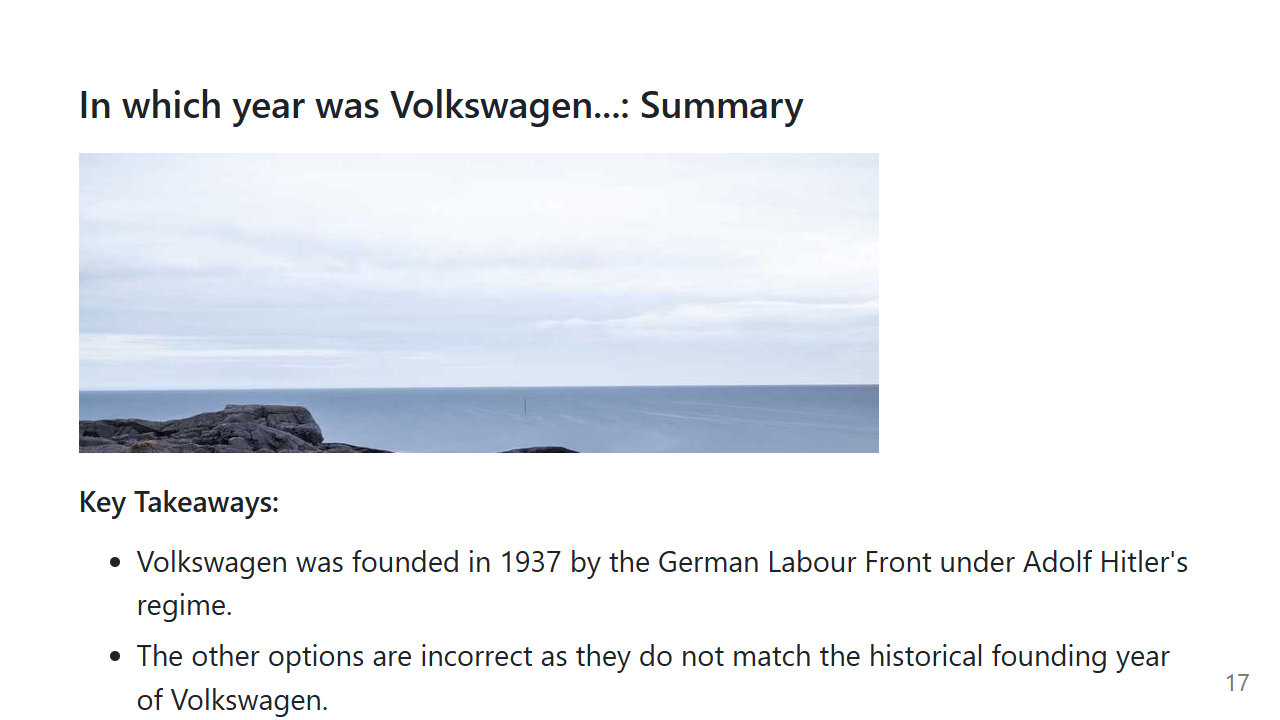 In which year was Volkswagen...: Summary
Key Takeaways:
• Volkswagen was founded in 1937 by the German Labour Front under Adolf Hitler's
regime.
• The other options are incorrect as they do not match the historical founding year
of Volkswagen.
17